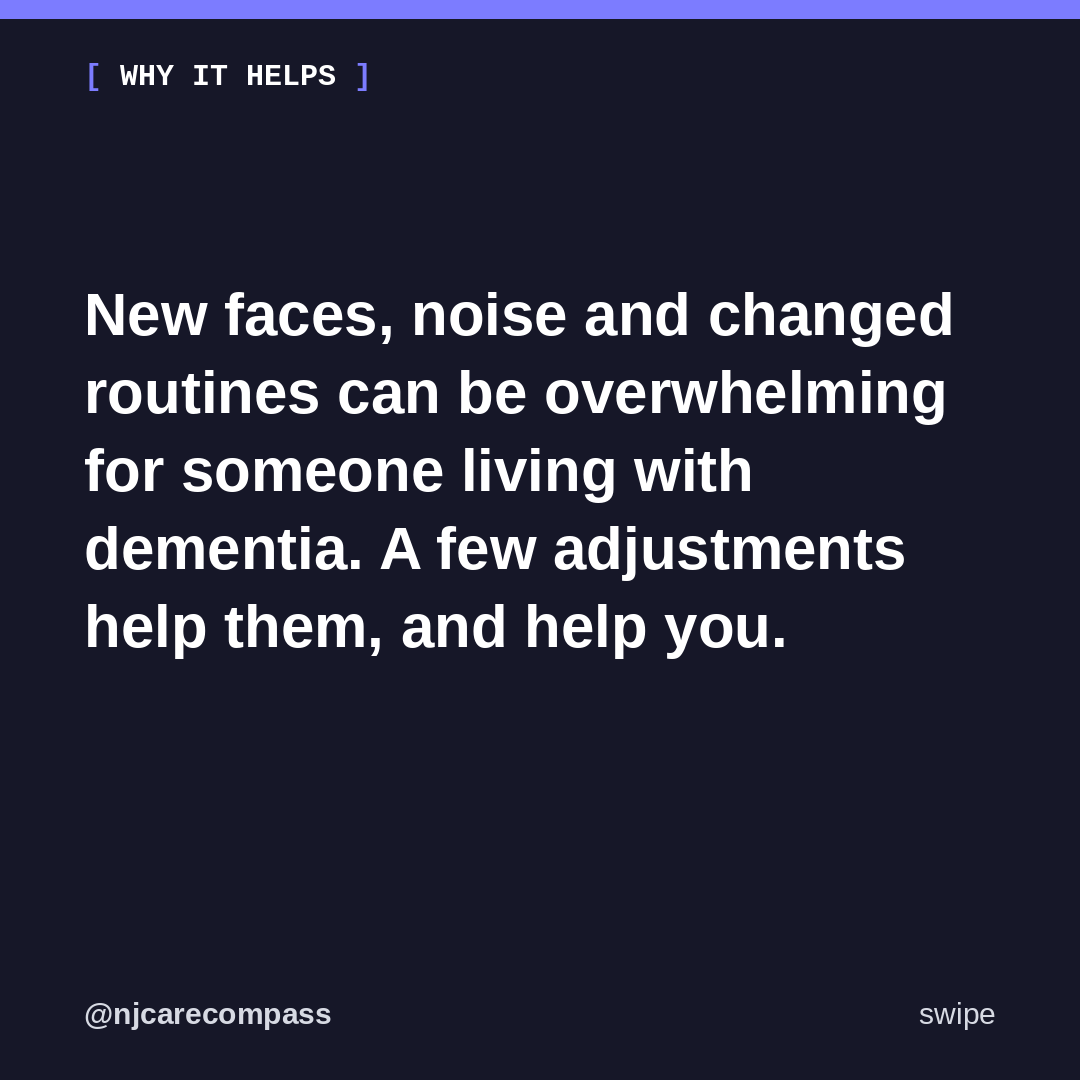 [ WHY IT HELPS ]
New faces, noise and changed
routines can be overwhelming
for someone living with
dementia. A few adjustments
help them, and help you.
@njcarecompass
swipe